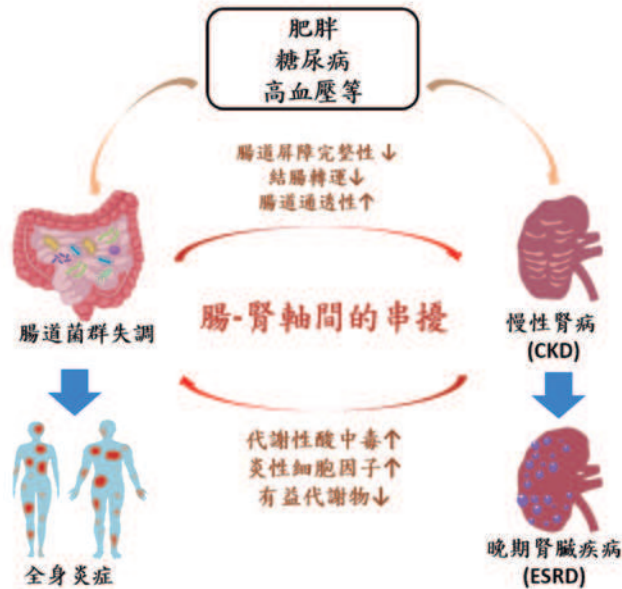 肥胖
糖尿病
高血壓等
腸道屏障完整性↓
結腸轉運↓
腸道通透性↑
腸道菌群失調
腸-腎軸間的串擾
慢性腎病
(CKD)
代謝性酸中毒↑
炎性細胞因子↑
有益代謝物↓
全身炎症
晚期腎臟疾病
(ESRD)